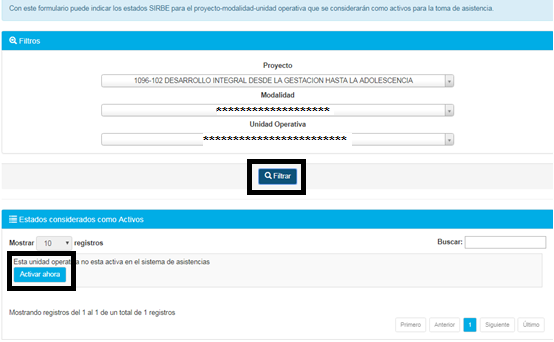 Con este formulario puede indicar los estados SIRBE para el proyecto-modalidad-unidad operativa que se considerarán como activos para la toma de asistencia.
Filtros
Proyecto
1096-102 DESARROLLO INTEGRAL DESDE LA GESTACION HASTA LA ADOLESCENCIA
Modalidad
*******************
Unidad Operativa
************************
Filtrar
Estados considerados como Activos
Mostrar 10 registros Buscar:
Esta unidad operativa no esta activa en el sistema de asistencias
Activar ahora
Mostrando registros del 1 al 1 de un total de 1 registros
Primero Anterior 1 Siguiente Último